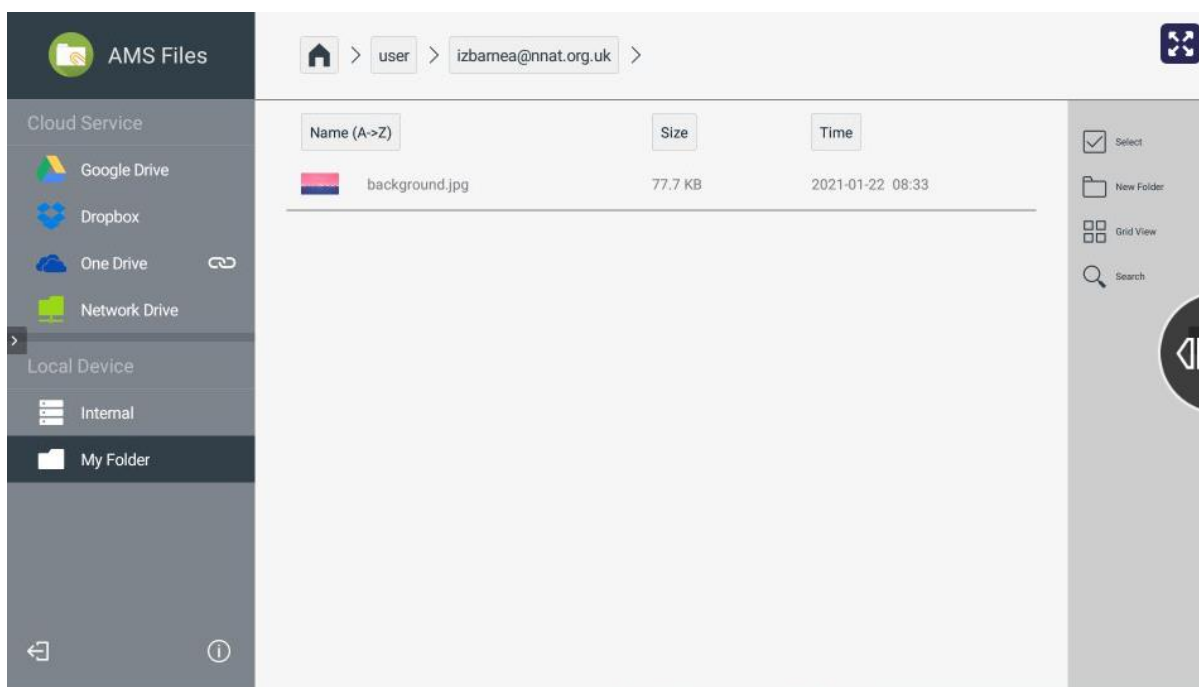 AMS Files
user
izbarnea@nnat.org.uk
Cloud Service
Google Drive
Dropbox
One Drive
Network Drive
Local Device
Internal
My Folder
Name (A->Z) Size Time
background.jpg 77.7 KB 2021-01-22 08:33
Select
New Folder
Grid View
Search